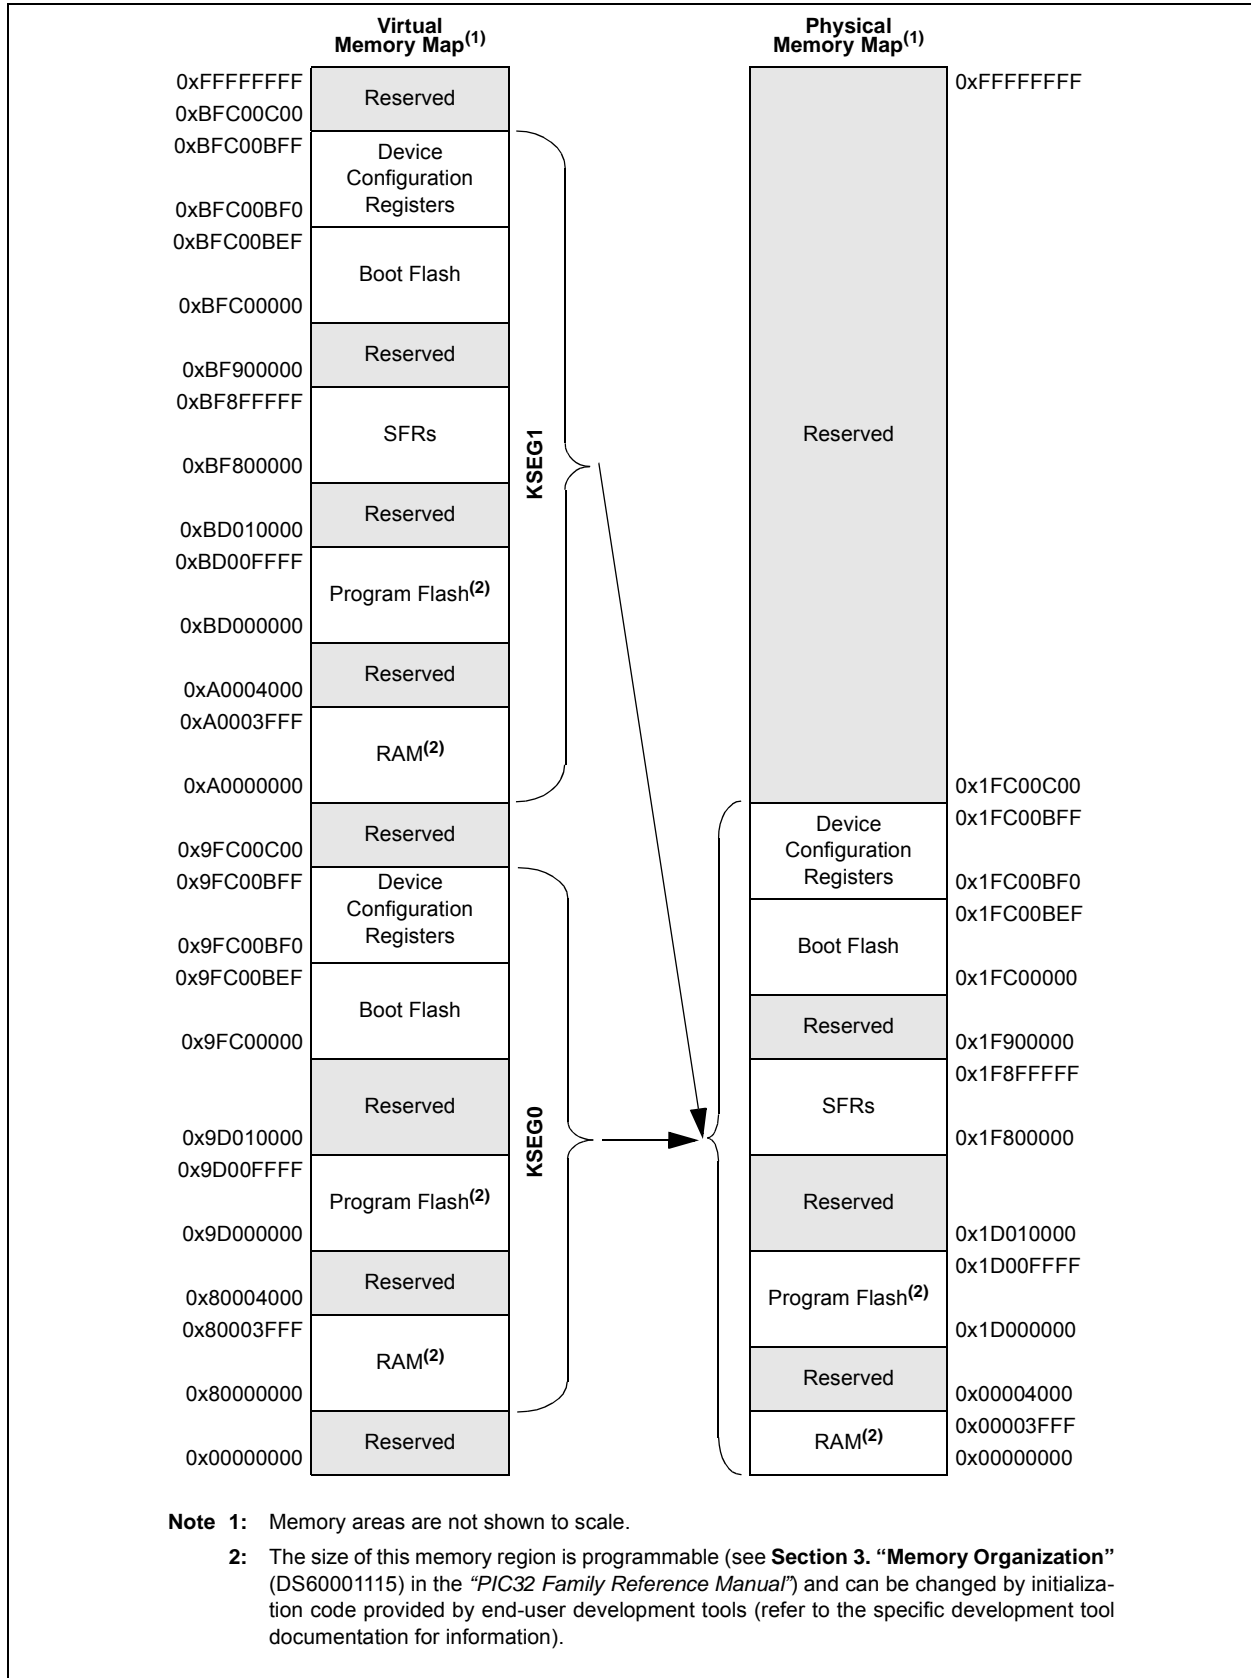 Virtual
Memory Map(1)
Physical
Memory Map(1)
0xFFFFFFFF
Reserved
0xBFC00C00
0xBFC00BFF
Device
Configuration
Registers
0xBFC00BF0
0xBFC00BEF
Boot Flash
0xBFC00000
Reserved
0xBF900000
0xBF8FFFFF
SFRs
0xBF800000
Reserved
0xBD010000
0xBD00FFFF
Program Flash(2)
0xBD000000
Reserved
0xA0004000
0xA0003FFF
RAM(2)
0xA0000000
KSEG1
Reserved
0x9FC00C00
0x9FC00BFF
Device
Configuration
Registers
0x9FC00BF0
0x9FC00BEF
Boot Flash
0x9FC00000
Reserved
0x9D010000
0x9D00FFFF
Program Flash(2)
0x9D000000
Reserved
0x80004000
0x80003FFF
RAM(2)
0x80000000
KSEG0
Reserved
0x00000000
0xFFFFFFFF
Reserved
0x1FC00C00
0x1FC00BFF
Device
Configuration
Registers
0x1FC00BF0
0x1FC00BEF
Boot Flash
0x1FC00000
Reserved
0x1F900000
0x1F8FFFFF
SFRs
0x1F800000
Reserved
0x1D010000
0x1D00FFFF
Program Flash(2)
0x1D000000
Reserved
0x00004000
0x00003FFF
RAM(2)
0x00000000
Note 1: Memory areas are not shown to scale.
2: The size of this memory region is programmable (see Section 3. “Memory Organization”
(DS60001115) in the “PIC32 Family Reference Manual”) and can be changed by initializa-
tion code provided by end-user development tools (refer to the specific development tool
documentation for information).